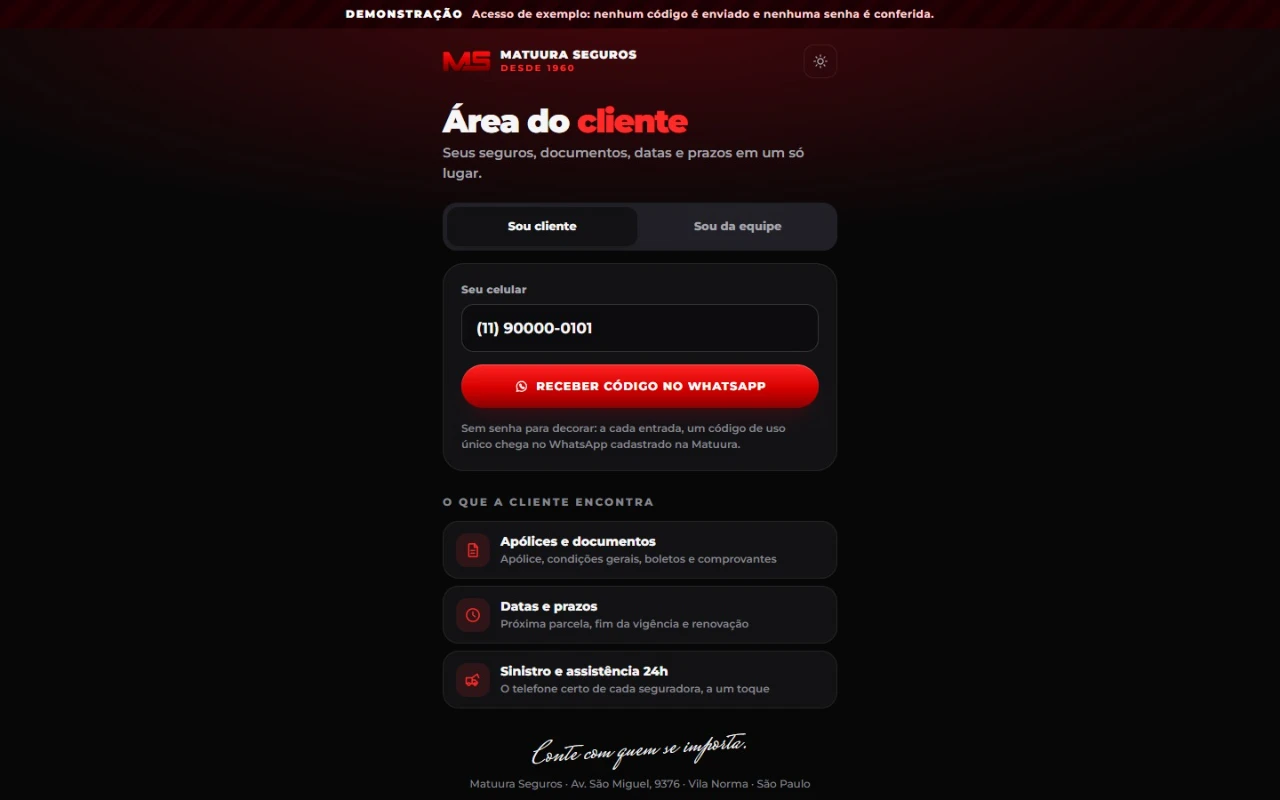 DEMONSTRAÇÃO Acesso de exemplo: nenhum código é enviado e nenhuma senha é conferida.
MS MATUURA SEGUROS
DESDE 1960
Área do cliente
Seus seguros, documentos, datas e prazos em um só
lugar.
Sou cliente Sou da equipe
Seu celular
(11) 90000-0101
RECEBER CÓDIGO NO WHATSAPP
Sem senha para decorar: a cada entrada, um código de uso
único chega no WhatsApp cadastrado na Matuura.
O QUE A CLIENTE ENCONTRA
Apólices e documentos
Apólice, condições gerais, boletos e comprovantes
Datas e prazos
Próxima parcela, fim da vigência e renovação
Sinistro e assistência 24h
O telefone certo de cada seguradora, a um toque
Conte com quem se importa.
Matuura Seguros · Av. São Miguel, 9376 · Vila Norma · São Paulo